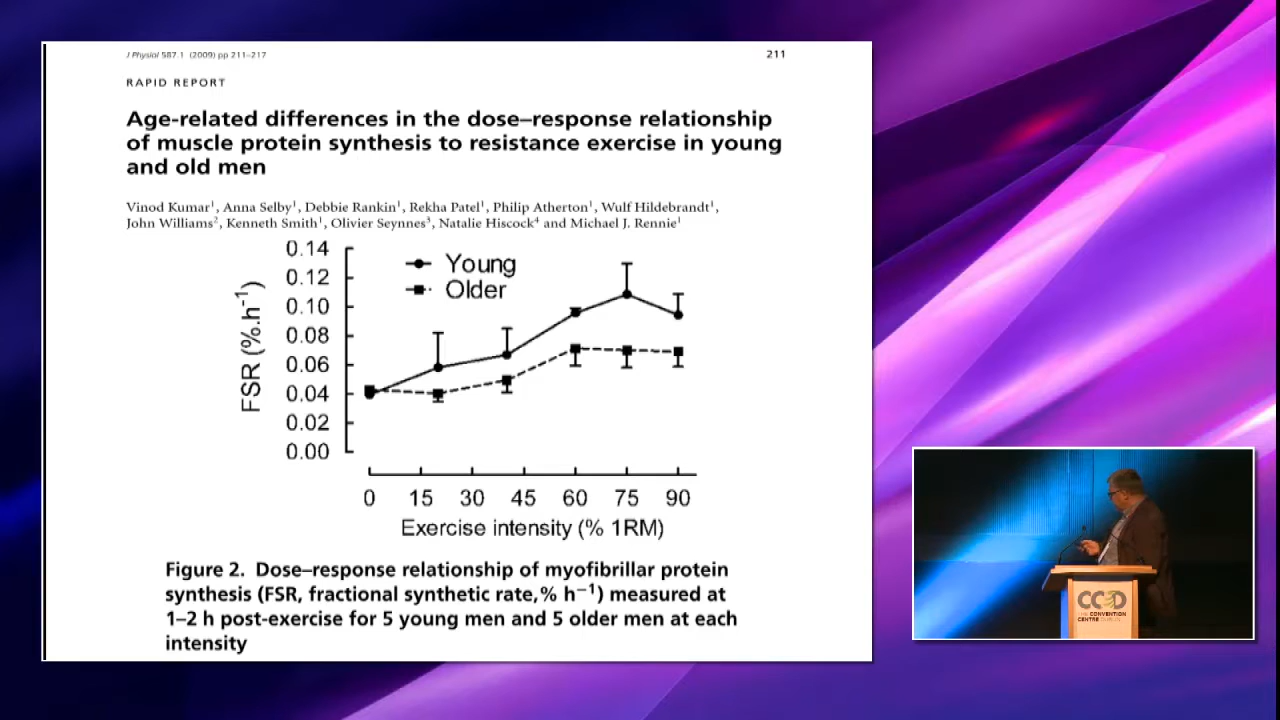 J Physiol 587.1 (2009) pp 211–217
211
RAPID REPORT
Age-related differences in the dose–response relationship
of muscle protein synthesis to resistance exercise in young
and old men
Vinod Kumar¹, Anna Selby¹, Debbie Rankin¹, Rekha Patel¹, Philip Atherton¹, Wulf Hildebrandt¹,
John Williams², Kenneth Smith¹, Olivier Seynnes³, Natalie Hiscock⁴ and Michael J. Rennie¹
FSR (%.h⁻¹)
0.14
0.12
0.10
0.08
0.06
0.04
0.02
0.00
Young
Older
0 15 30 45 60 75 90
Exercise intensity (% 1RM)
Figure 2. Dose–response relationship of myofibrillar protein
synthesis (FSR, fractional synthetic rate,% h⁻¹) measured at
1–2 h post-exercise for 5 young men and 5 older men at each
intensity
CCD
THE CONVENTION
CENTRE DUBLIN